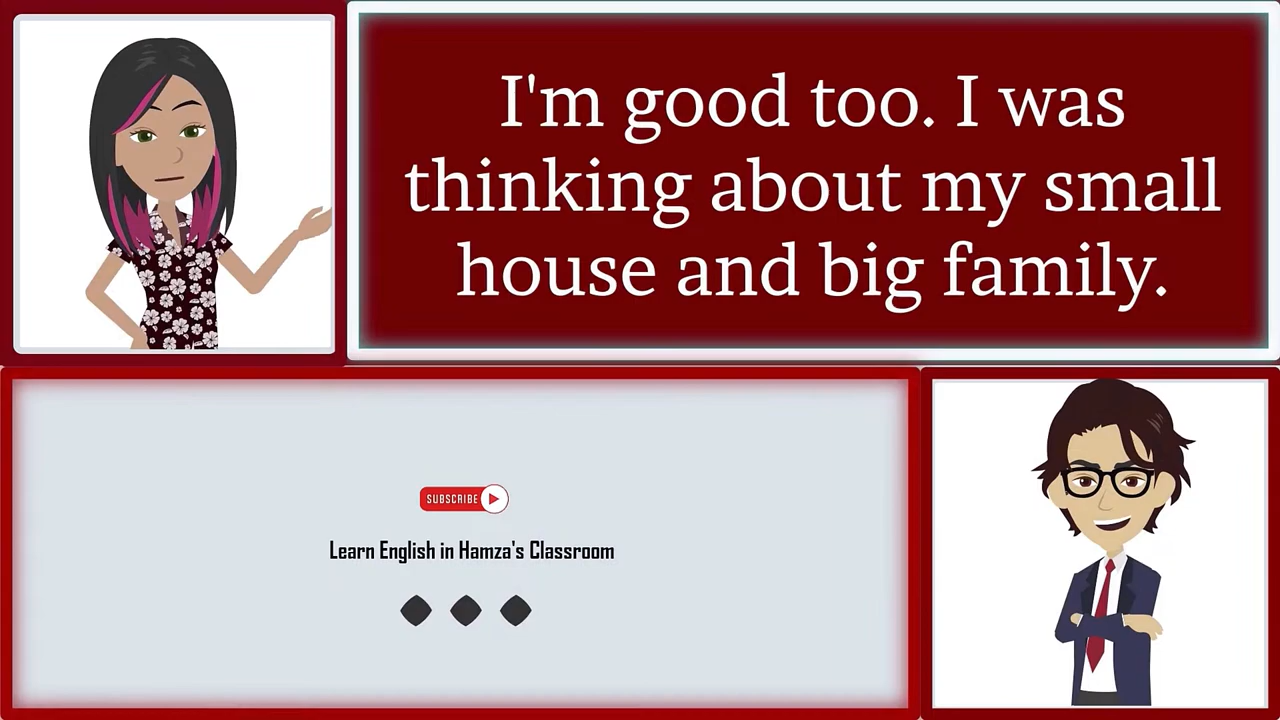 I'm good too. I was
thinking about my small
house and big family.
SUBSCRIBE
Learn English in Hamza's Classroom